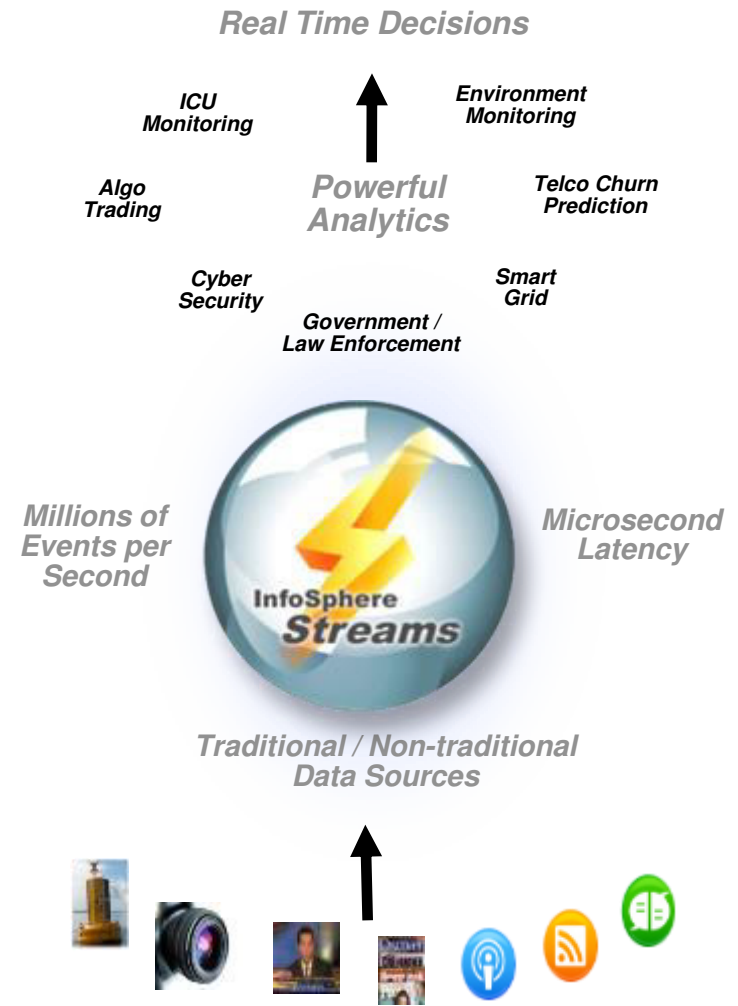 Real Time Decisions
ICU
Monitoring
Environment
Monitoring
Algo
Trading
Powerful
Analytics
Telco Churn
Prediction
Cyber
Security
Smart
Grid
Government /
Law Enforcement
Millions of
Events per
Second
Microsecond
Latency
InfoSphere
Streams
Traditional / Non-traditional
Data Sources